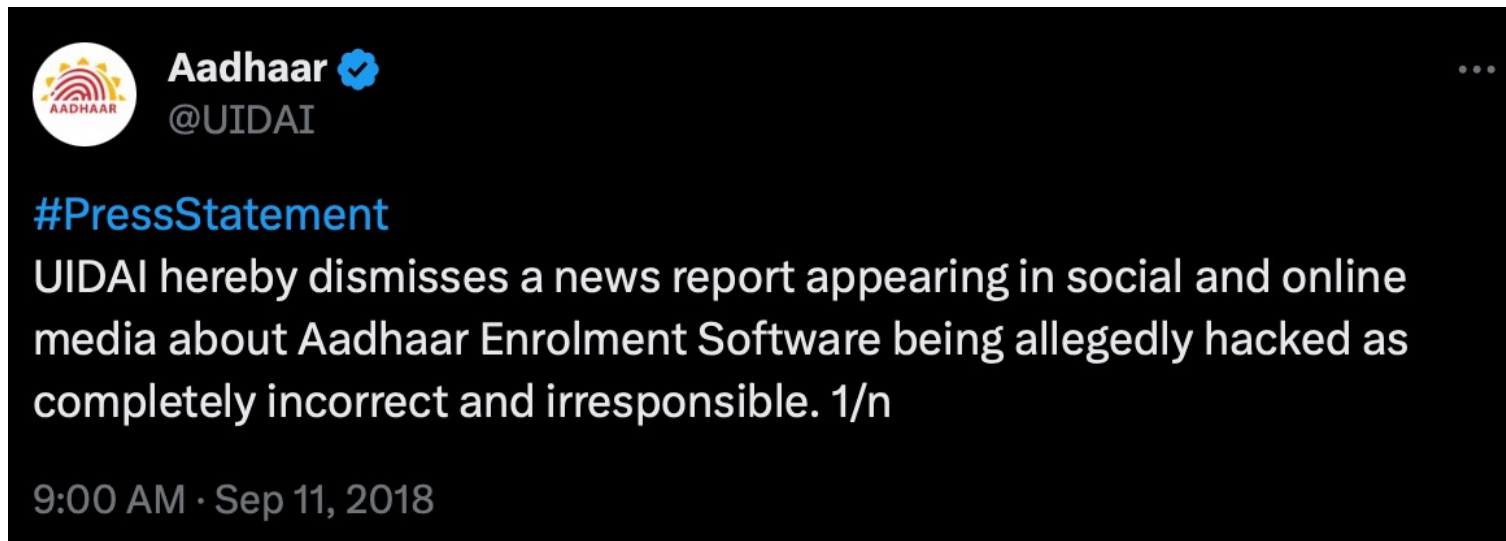 AADHAAR
Aadhaar
@UIDAI
#PressStatement
UIDAI hereby dismisses a news report appearing in social and online
media about Aadhaar Enrolment Software being allegedly hacked as
completely incorrect and irresponsible. 1/n
9:00 AM · Sep 11, 2018